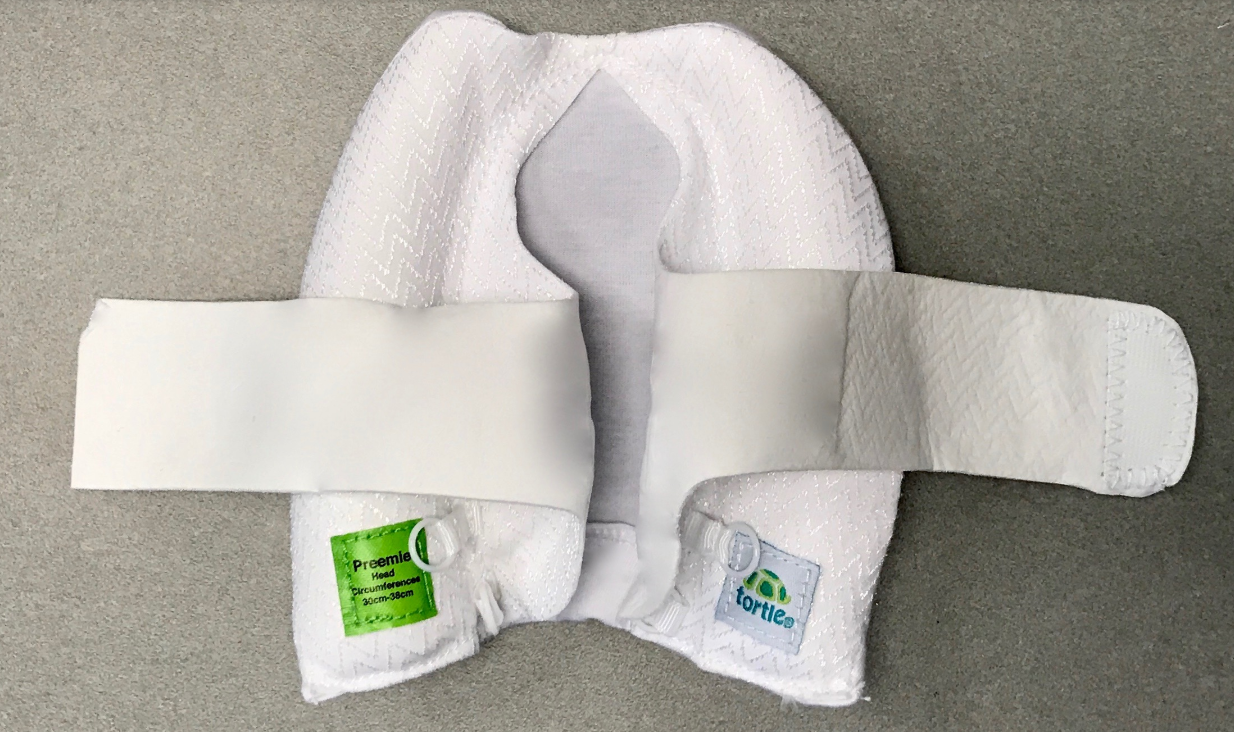 Preemie
Head
Circumferences
30cm-38cm
tortle®